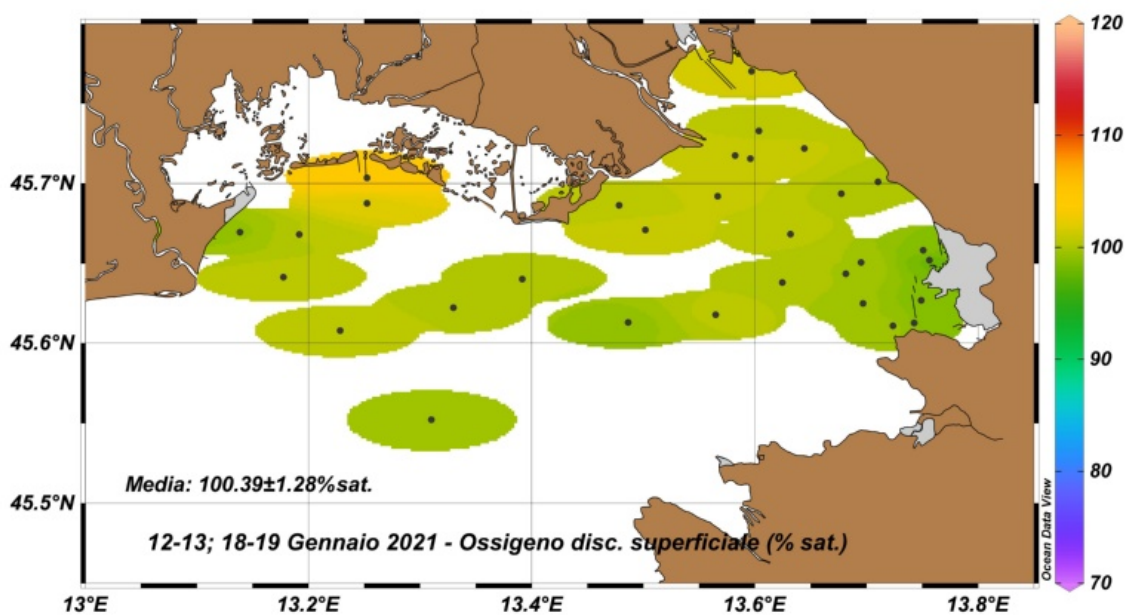 120
110
45.7°N
100
45.6°N
90
80
Media: 100.39±1.28%sat.
45.5°N
12-13; 18-19 Gennaio 2021 - Ossigeno disc. superficiale (% sat.)
Ocean Data View
70
13°E 13.2°E 13.4°E 13.6°E 13.8°E